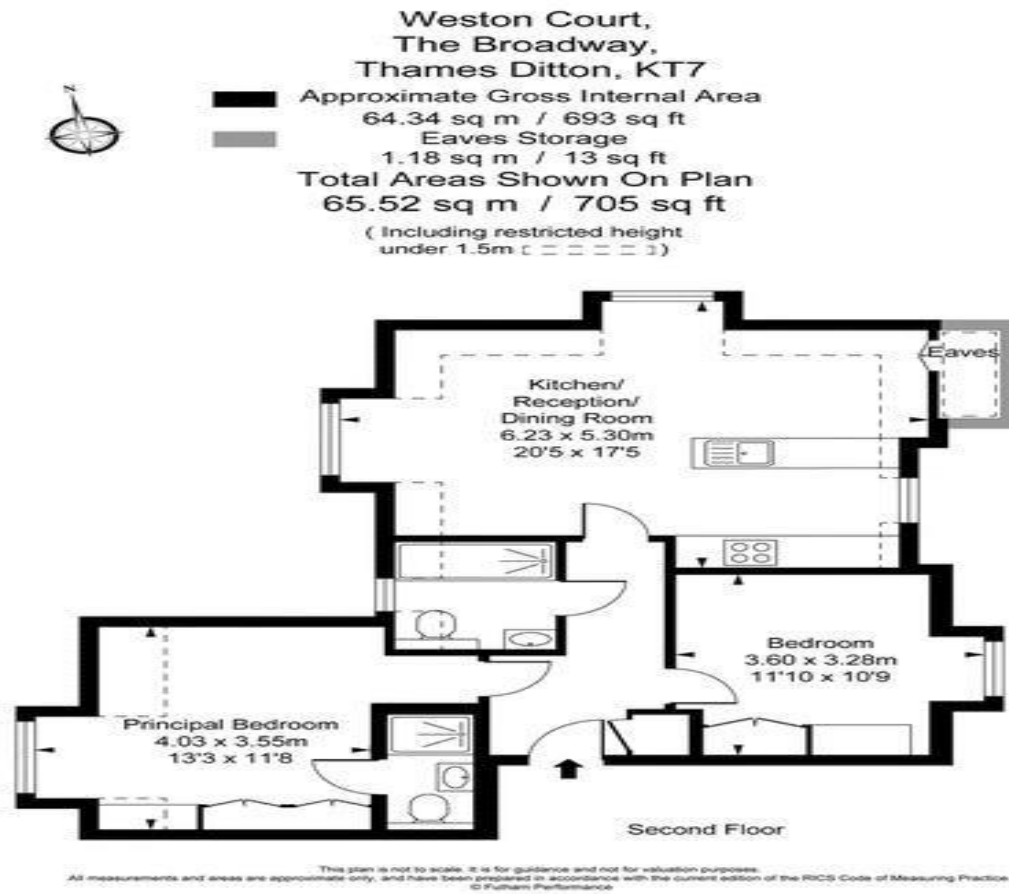 Weston Court,
The Broadway,
Thames Ditton, KT7
Approximate Gross Internal Area
64.34 sq m / 693 sq ft
Eaves Storage
1.18 sq m / 13 sq ft
Total Areas Shown On Plan
65.52 sq m / 705 sq ft
( Including restricted height
under 1.5m )
N
Eaves
Kitchen/
Reception/
Dining Room
6.23 x 5.30m
20'5 x 17'5
Bedroom
3.60 x 3.28m
11'10 x 10'9
Principal Bedroom
4.03 x 3.55m
13'3 x 11'8
Second Floor
This plan is not to scale. It is for guidance and not for valuation purposes.
All measurements and areas are approximate only, and have been prepared in accordance with the current edition of the RICS Code of Measuring Practice.
© Fulham Performance